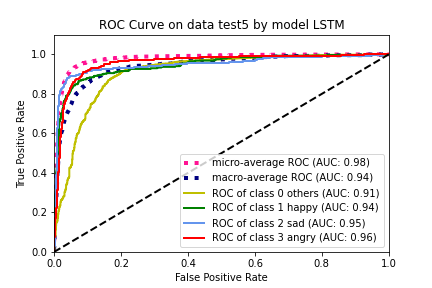 ROC Curve on data test5 by model LSTM
True Positive Rate
1.0
0.8
0.6
0.4
0.2
0.0
micro-average ROC (AUC: 0.98)
macro-average ROC (AUC: 0.94)
ROC of class 0 others (AUC: 0.91)
ROC of class 1 happy (AUC: 0.94)
ROC of class 2 sad (AUC: 0.95)
ROC of class 3 angry (AUC: 0.96)
0.0 0.2 0.4 0.6 0.8 1.0
False Positive Rate